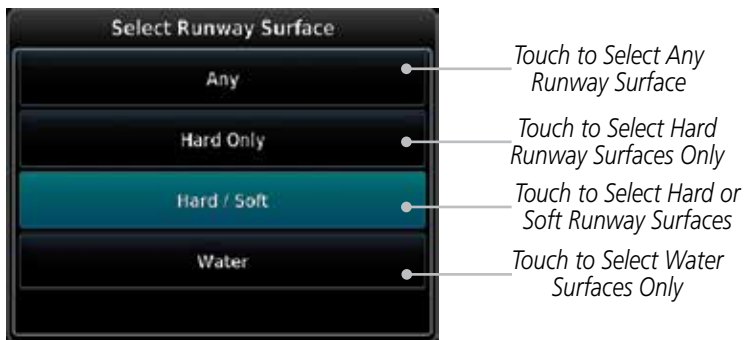 Select Runway Surface
Any
Touch to Select Any
Runway Surface
Hard Only
Touch to Select Hard
Runway Surfaces Only
Hard / Soft
Touch to Select Hard or
Soft Runway Surfaces
Water
Touch to Select Water
Surfaces Only